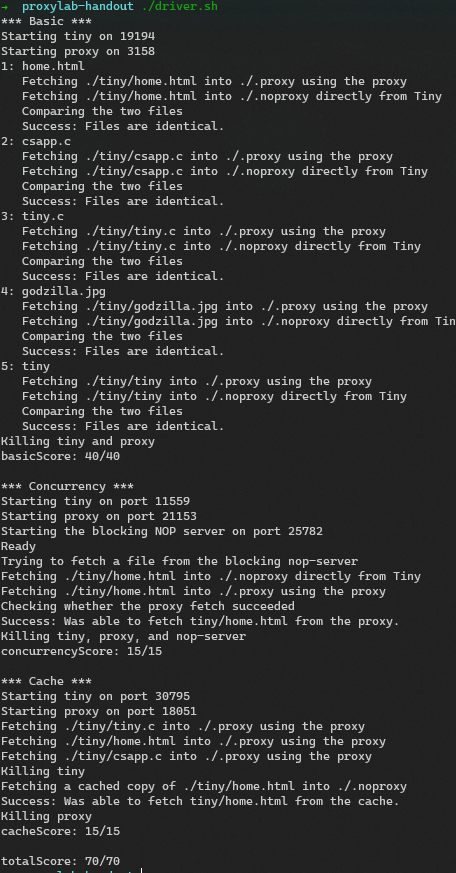 → proxylab-handout ./driver.sh
*** Basic ***
Starting tiny on 19194
Starting proxy on 3158
1: home.html
   Fetching ./tiny/home.html into ./.proxy using the proxy
   Fetching ./tiny/home.html into ./.noproxy directly from Tiny
   Comparing the two files
   Success: Files are identical.
2: csapp.c
   Fetching ./tiny/csapp.c into ./.proxy using the proxy
   Fetching ./tiny/csapp.c into ./.noproxy directly from Tiny
   Comparing the two files
   Success: Files are identical.
3: tiny.c
   Fetching ./tiny/tiny.c into ./.proxy using the proxy
   Fetching ./tiny/tiny.c into ./.noproxy directly from Tiny
   Comparing the two files
   Success: Files are identical.
4: godzilla.jpg
   Fetching ./tiny/godzilla.jpg into ./.proxy using the proxy
   Fetching ./tiny/godzilla.jpg into ./.noproxy directly from Tin
   Comparing the two files
   Success: Files are identical.
5: tiny
   Fetching ./tiny/tiny into ./.proxy using the proxy
   Fetching ./tiny/tiny into ./.noproxy directly from Tiny
   Comparing the two files
   Success: Files are identical.
Killing tiny and proxy
basicScore: 40/40

*** Concurrency ***
Starting tiny on port 11559
Starting proxy on port 21153
Starting the blocking NOP server on port 25782
Ready
Trying to fetch a file from the blocking nop-server
Fetching ./tiny/home.html into ./.noproxy directly from Tiny
Fetching ./tiny/home.html into ./.proxy using the proxy
Checking whether the proxy fetch succeeded
Success: Was able to fetch tiny/home.html from the proxy.
Killing tiny, proxy, and nop-server
concurrencyScore: 15/15

*** Cache ***
Starting tiny on port 30795
Starting proxy on port 18051
Fetching ./tiny/tiny.c into ./.proxy using the proxy
Fetching ./tiny/home.html into ./.proxy using the proxy
Fetching ./tiny/csapp.c into ./.proxy using the proxy
Killing tiny
Fetching a cached copy of ./tiny/home.html into ./.noproxy
Success: Was able to fetch tiny/home.html from the cache.
Killing proxy
cacheScore: 15/15

totalScore: 70/70